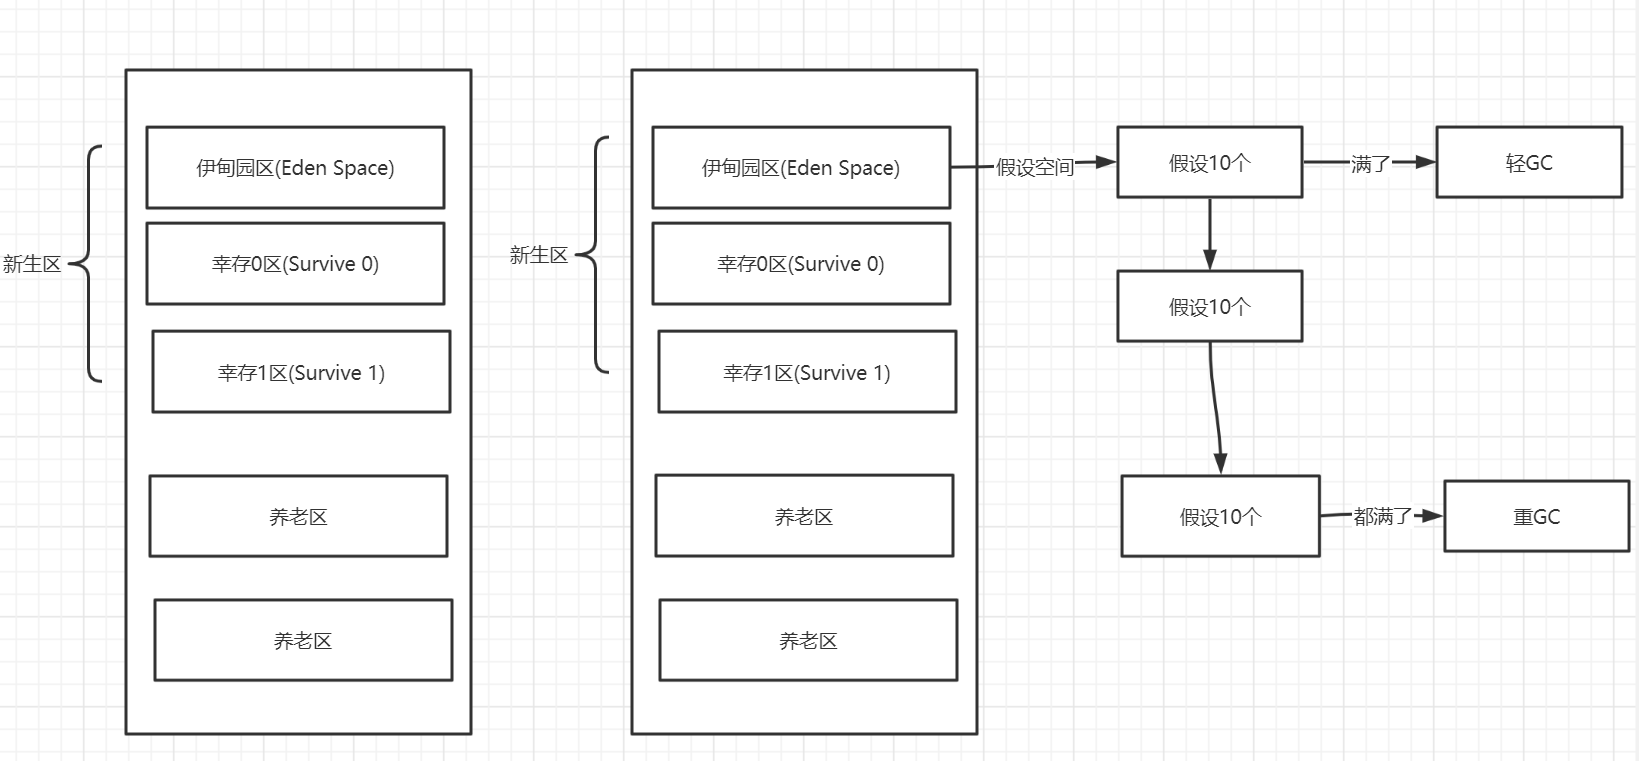 新生区
伊甸园区(Eden Space)
幸存0区(Survive 0)
幸存1区(Survive 1)
养老区
养老区
新生区
伊甸园区(Eden Space)
幸存0区(Survive 0)
幸存1区(Survive 1)
养老区
养老区
假设空间
假设10个
满了
轻GC
假设10个
假设10个
都满了
重GC